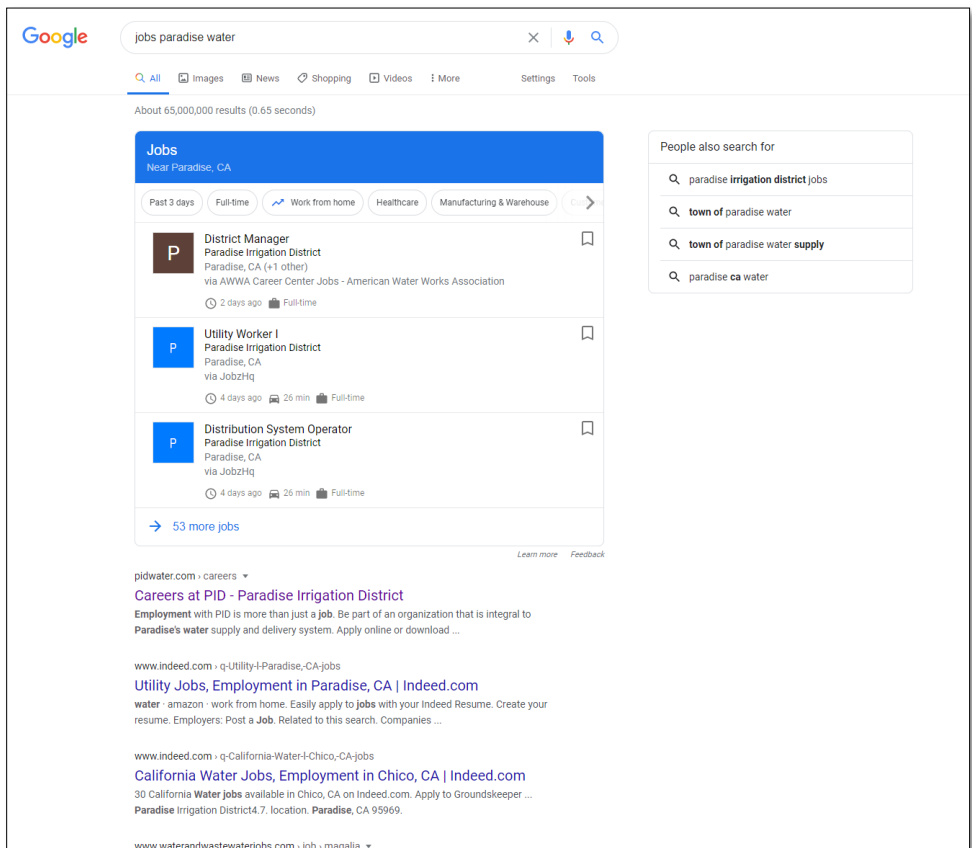 Google
jobs paradise water
All Images News Shopping Videos More Settings Tools
About 65,000,000 results (0.65 seconds)
Jobs
Near Paradise, CA
Past 3 days Full-time Work from home Healthcare Manufacturing & Warehouse
P
District Manager
Paradise Irrigation District
Paradise, CA (+1 other)
via AWWA Career Center Jobs - American Water Works Association
2 days ago Full-time
P
Utility Worker I
Paradise Irrigation District
Paradise, CA
via JobzHq
4 days ago 26 min Full-time
P
Distribution System Operator
Paradise Irrigation District
Paradise, CA
via JobzHq
4 days ago 26 min Full-time
53 more jobs
Learn more Feedback
People also search for
paradise irrigation district jobs
town of paradise water
town of paradise water supply
paradise ca water
pidwater.com › careers
Careers at PID - Paradise Irrigation District
Employment with PID is more than just a job. Be part of an organization that is integral to
Paradise's water supply and delivery system. Apply online or download ...
www.indeed.com › q-Utility-l-Paradise,-CA-jobs
Utility Jobs, Employment in Paradise, CA | Indeed.com
water · amazon · work from home. Easily apply to jobs with your Indeed Resume. Create your
resume. Employers: Post a Job. Related to this search. Companies ...
www.indeed.com › q-California-Water-l-Chico,-CA-jobs
California Water Jobs, Employment in Chico, CA | Indeed.com
30 California Water jobs available in Chico, CA on Indeed.com. Apply to Groundskeeper ...
Paradise Irrigation District4.7. location. Paradise, CA 95969.
www.waterandwastewaterjobs.com › job › magalia